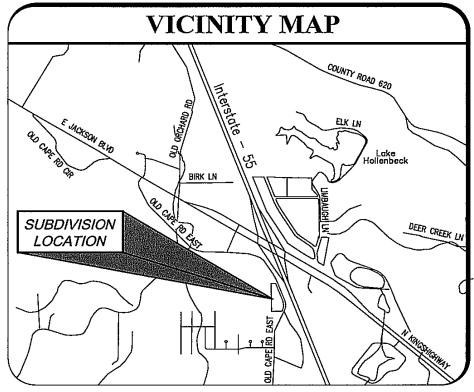 VICINITY MAP
COUNTY ROAD 620
Interstate - 55
OLD ORCHARD RD
ELK LN
E JACKSON BLVD
OLD CAPE RD CIR
Lake
Hollenbeck
BIRK LN
LIMBAUGH LN
OLD CAPE RD EAST
SUBDIVISION
LOCATION
DEER CREEK LN
OLD CAPE RD EAST
N KINGSHIGHWAY